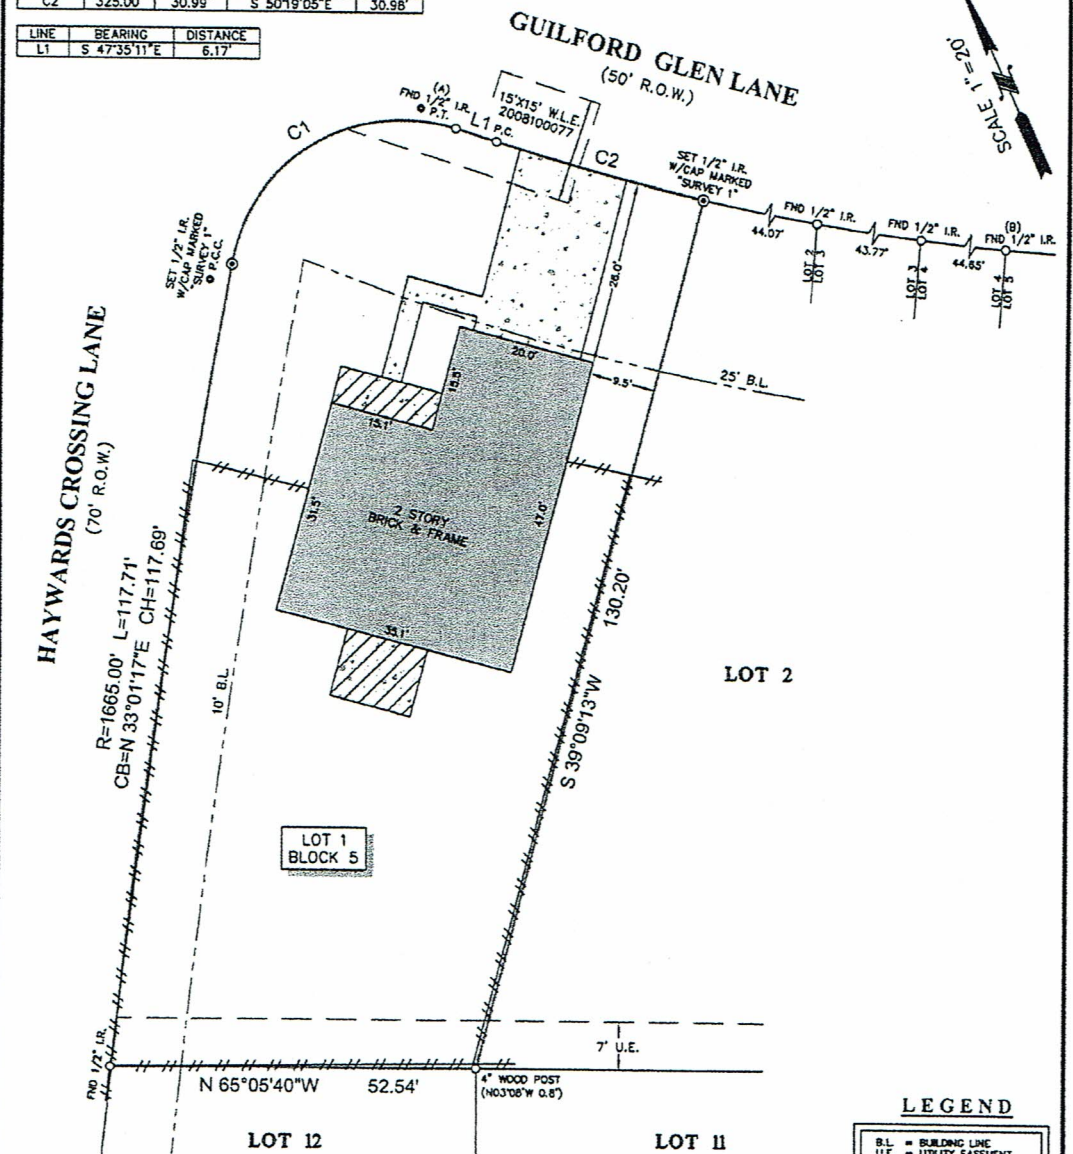 C2 325.00' 30.99' S 50°19'05"E 30.98'
LINE BEARING DISTANCE
L1 S 47°35'11"E 6.17'
GUILFORD GLEN LANE
(50' R.O.W.)
SCALE 1"=20'
(A)
FND 1/2" I.R.
P.T.
L1
P.C.
15'X15' W.L.E.
2008100077
C1
C2
SET 1/2" I.R.
W/CAP MARKED
"SURVEY 1"
44.07'
FND 1/2" I.R.
43.77'
FND 1/2" I.R.
44.65'
(B)
FND 1/2" I.R.
LOT 2
LOT 3
LOT 3
LOT 4
LOT 4
LOT 5
SET 1/2" I.R.
W/CAP MARKED
"SURVEY 1"
P.C.C.
26.0'
20.0'
15.5'
9.5'
25' B.L.
15.1'
HAYWARDS CROSSING LANE
(70' R.O.W.)
31.5'
2 STORY
BRICK & FRAME
47.0'
35.1'
R=1665.00' L=117.71'
CB=N 33°01'17"E CH=117.69'
10' B.L.
S 39°09'13"W 130.20'
LOT 2
LOT 1
BLOCK 5
7' U.E.
FND 1/2" I.R.
N 65°05'40"W 52.54'
4" WOOD POST
(N03°08'W 0.8')
LOT 12
LOT 11
LEGEND
B.L. = BUILDING LINE
U.E. = UTILITY EASEMENT